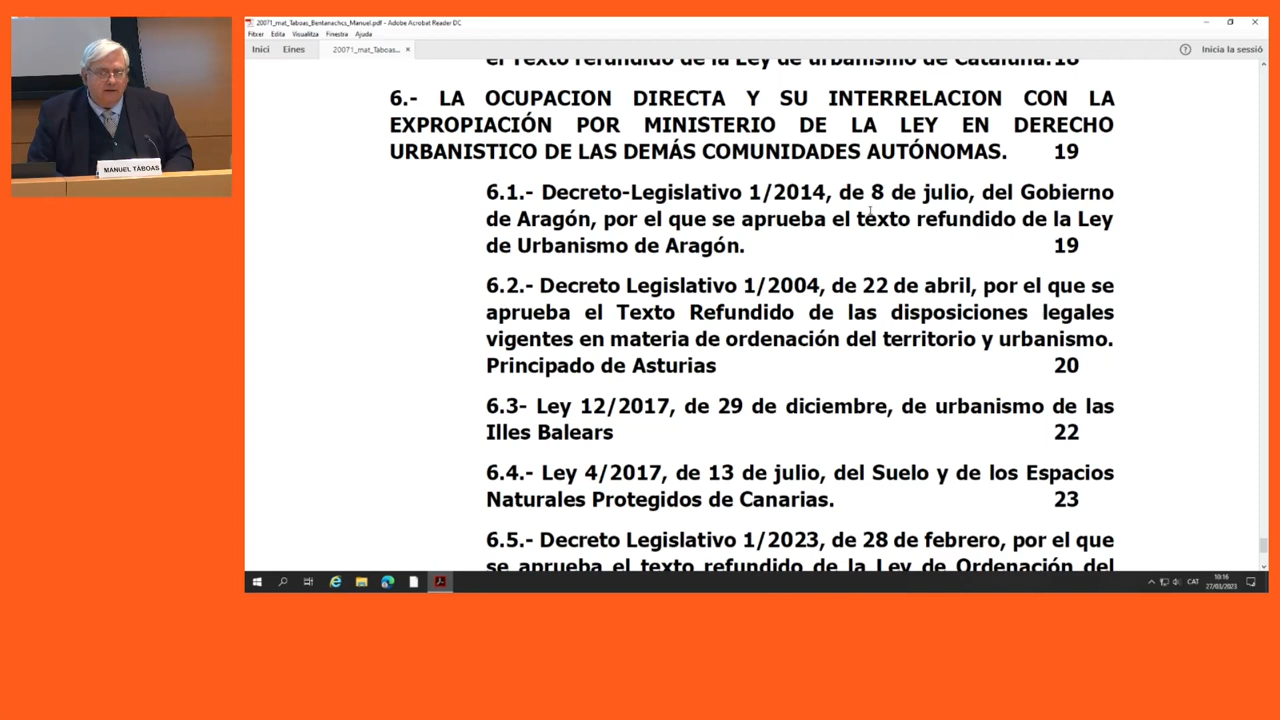 20071_mat_Taboas_Bentanachcs_Manuel.pdf - Adobe Acrobat Reader DC
Fitxer Edita Visualitza Finestra Ajuda
Inici Eines 20071_mat_Taboas... × Inicia la sessió
el Texto refundido de la Ley de urbanismo de Cataluña. 18
6.- LA OCUPACION DIRECTA Y SU INTERRELACION CON LA
EXPROPIACIÓN POR MINISTERIO DE LA LEY EN DERECHO
URBANISTICO DE LAS DEMÁS COMUNIDADES AUTÓNOMAS. 19
6.1.- Decreto-Legislativo 1/2014, de 8 de julio, del Gobierno
de Aragón, por el que se aprueba el texto refundido de la Ley
de Urbanismo de Aragón. 19
6.2.- Decreto Legislativo 1/2004, de 22 de abril, por el que se
aprueba el Texto Refundido de las disposiciones legales
vigentes en materia de ordenación del territorio y urbanismo.
Principado de Asturias 20
6.3- Ley 12/2017, de 29 de diciembre, de urbanismo de las
Illes Balears 22
6.4.- Ley 4/2017, de 13 de julio, del Suelo y de los Espacios
Naturales Protegidos de Canarias. 23
6.5.- Decreto Legislativo 1/2023, de 28 de febrero, por el que
se aprueba el texto refundido de la Ley de Ordenación del
MANUEL TÀBOAS
CAT
10:16
27/03/2023